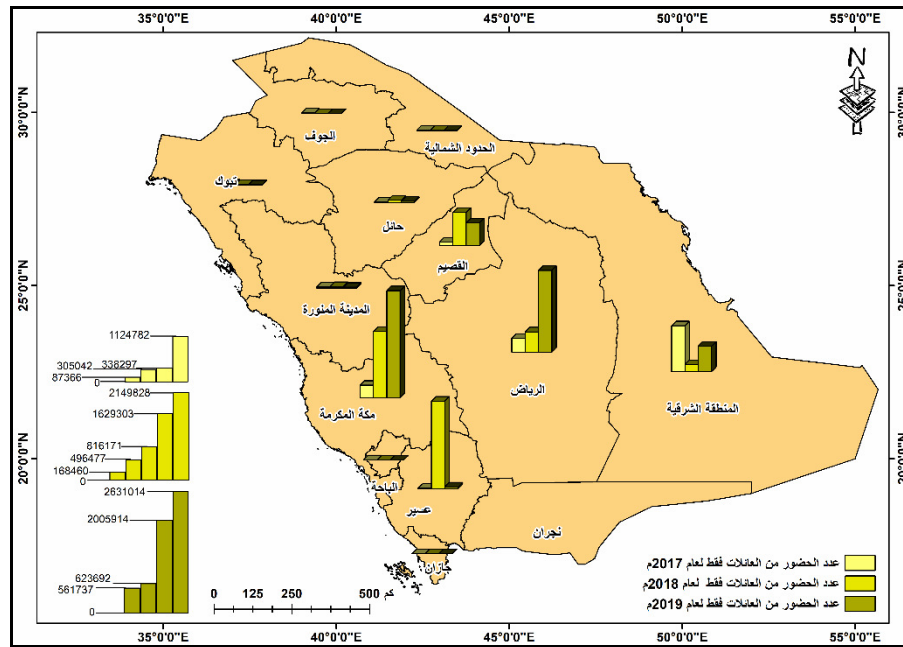 35°0'0"E 40°0'0"E 45°0'0"E 50°0'0"E 55°0'0"E
N
30°0'0"N
30°0'0"N
الجوف
الحدود الشمالية
تبوك
حائل
القصيم
25°0'0"N
25°0'0"N
المدينة المنورة
الرياض
مكة المكرمة
المنطقة الشرقية
20°0'0"N
20°0'0"N
الباحة
عسير
نجران
جازان
1124782
338297
305042
87366
0
2149828
1629303
816171
496477
168460
0
2631014
2005914
623692
561737
0
0 125 250 500 600
عدد الحضور من العائلات فقط لعام 2017م
عدد الحضور من العائلات فقط لعام 2018م
عدد الحضور من العائلات فقط لعام 2019م
35°0'0"E 40°0'0"E 45°0'0"E 50°0'0"E 55°0'0"E